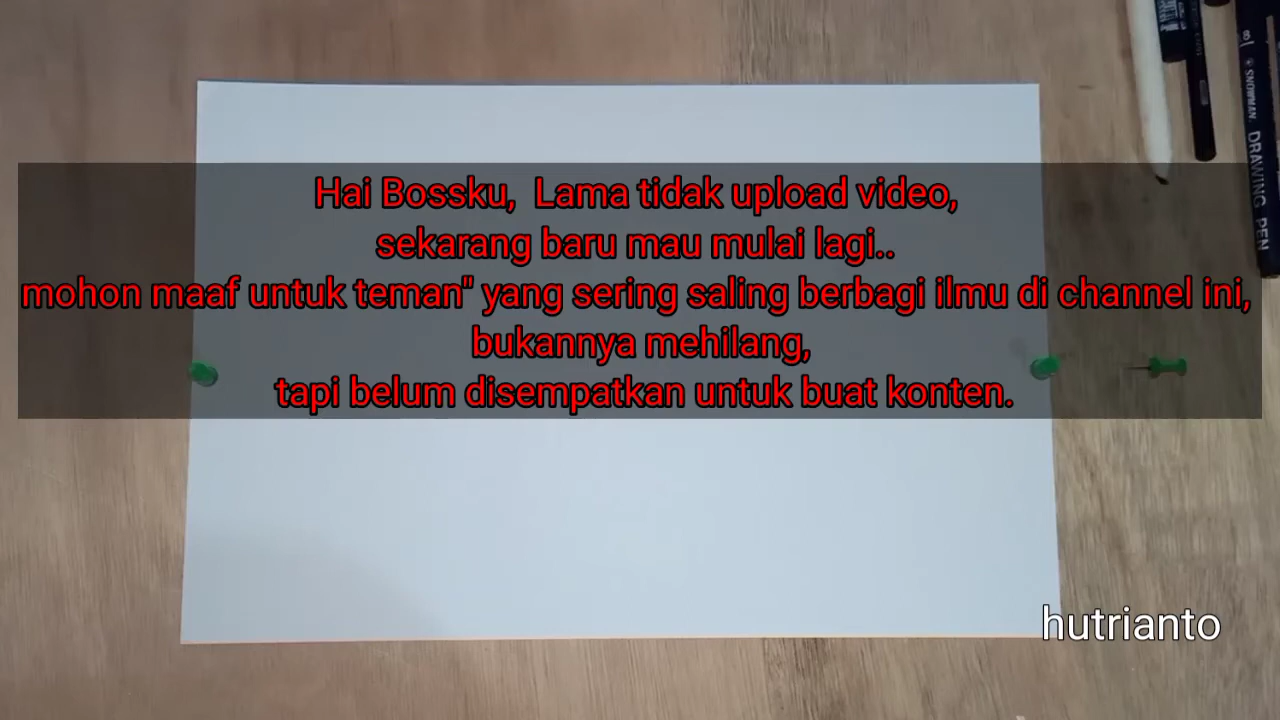 Hai Bossku,  Lama tidak upload video,
sekarang baru mau mulai lagi..
mohon maaf untuk teman" yang sering saling berbagi ilmu di channel ini,
bukannya mehilang,
tapi belum disempatkan untuk buat konten.
hutrianto
8 SNOWMAN. DRAWING PEN